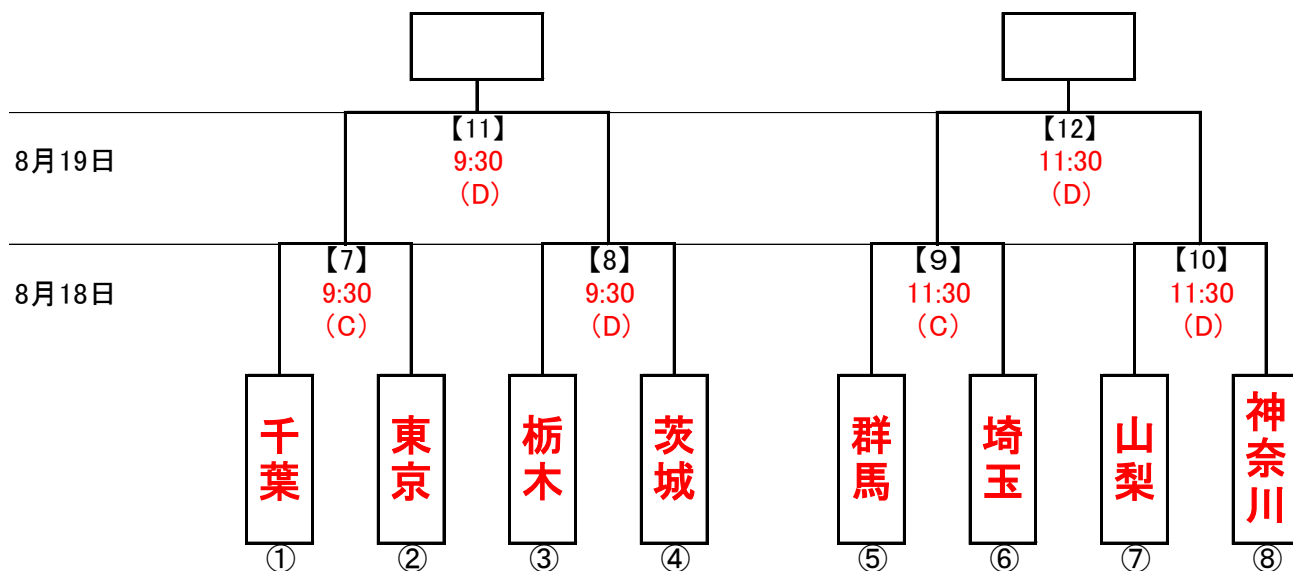 【11】
【12】
8月19日
9:30
11:30
(D)
(D)
【7】
【8】
【9】
【10】
8月18日
9:30
9:30
11:30
11:30
(C)
(D)
(C)
(D)
千葉
東京
栃木
茨城
群馬
埼玉
山梨
神奈川
①
②
③
④
⑤
⑥
⑦
⑧